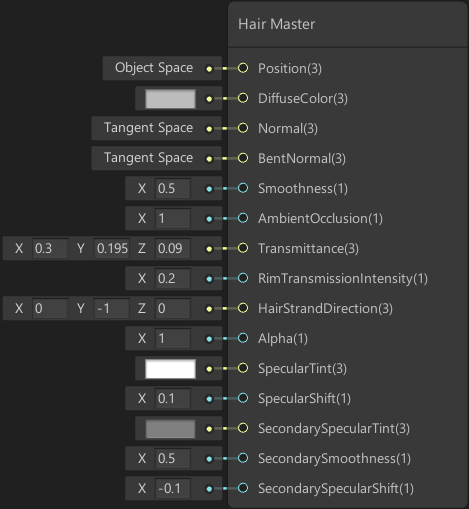 Hair Master
Object Space Position(3)
DiffuseColor(3)
Tangent Space Normal(3)
Tangent Space BentNormal(3)
X 0.5 Smoothness(1)
X 1 AmbientOcclusion(1)
X 0.3 Y 0.195 Z 0.09 Transmittance(3)
X 0.2 RimTransmissionIntensity(1)
X 0 Y -1 Z 0 HairStrandDirection(3)
X 1 Alpha(1)
SpecularTint(3)
X 0.1 SpecularShift(1)
SecondarySpecularTint(3)
X 0.5 SecondarySmoothness(1)
X -0.1 SecondarySpecularShift(1)